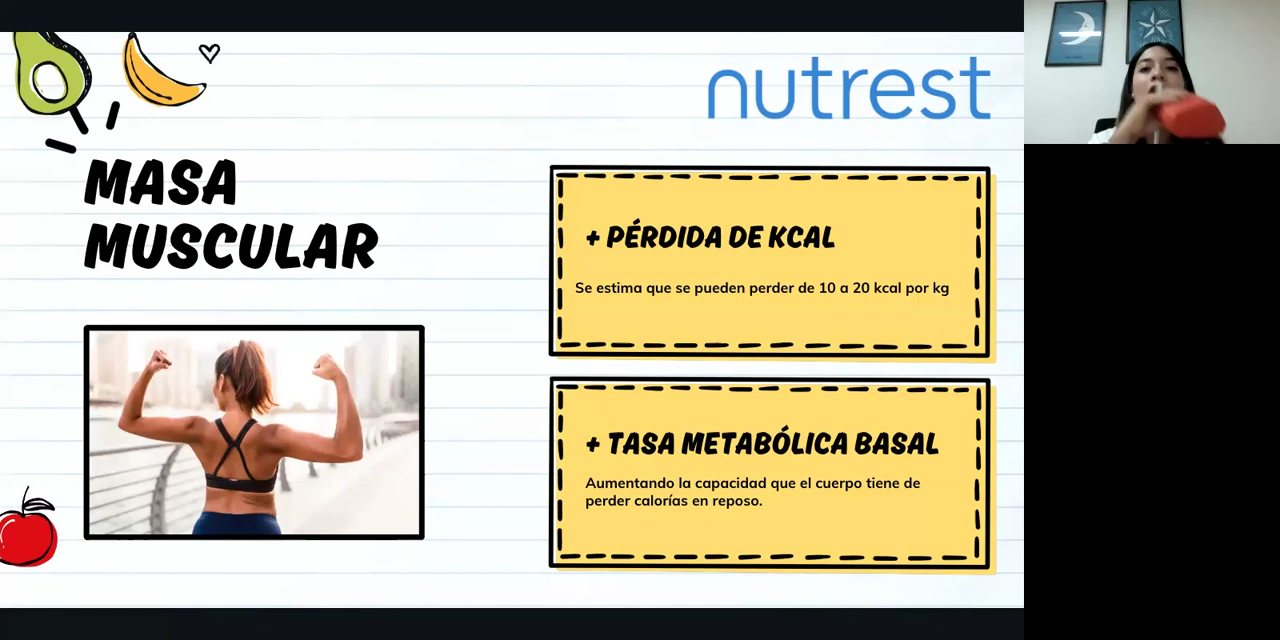 nutrest
MASA
MUSCULAR
+ PÉRDIDA DE KCAL
Se estima que se pueden perder de 10 a 20 kcal por kg
+ TASA METABÓLICA BASAL
Aumentando la capacidad que el cuerpo tiene de
perder calorías en reposo.